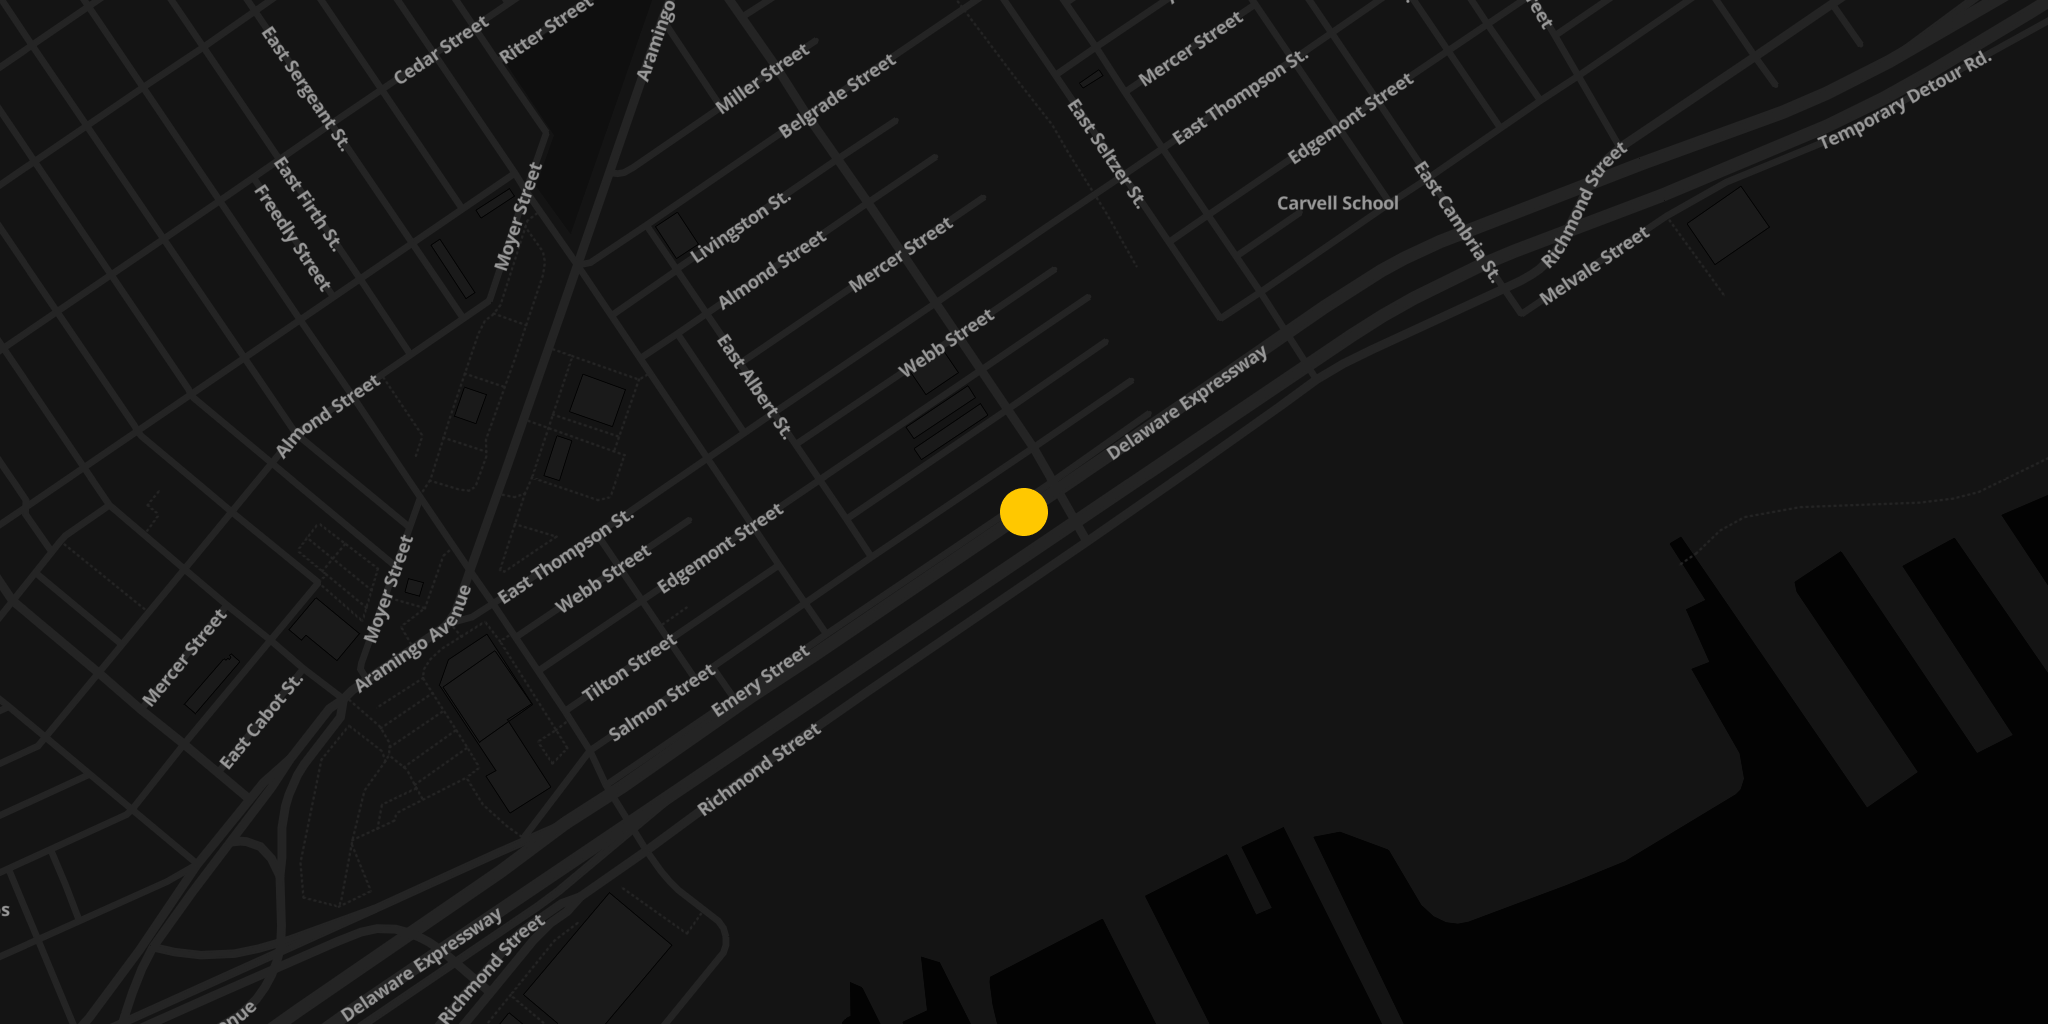 Cedar Street
Ritter Street
Aramingo
East Sergeant St.
Miller Street
Mercer Street
eet
Belgrade Street
East Thompson St.
Edgemont Street
Temporary Detour Rd.
East Seltzer St.
East Firth St.
Freedly Street
Moyer Street
Livingston St.
Carvell School
East Cambria St.
Richmond Street
Almond Street
Mercer Street
Melvale Street
Webb Street
East Albert St.
Almond Street
Delaware Expressway
East Thompson St.
Webb Street
Edgemont Street
Moyer Street
Aramingo Avenue
Mercer Street
East Cabot St.
Tilton Street
Salmon Street
Emery Street
Richmond Street
Delaware Expressway
Richmond Street
nue